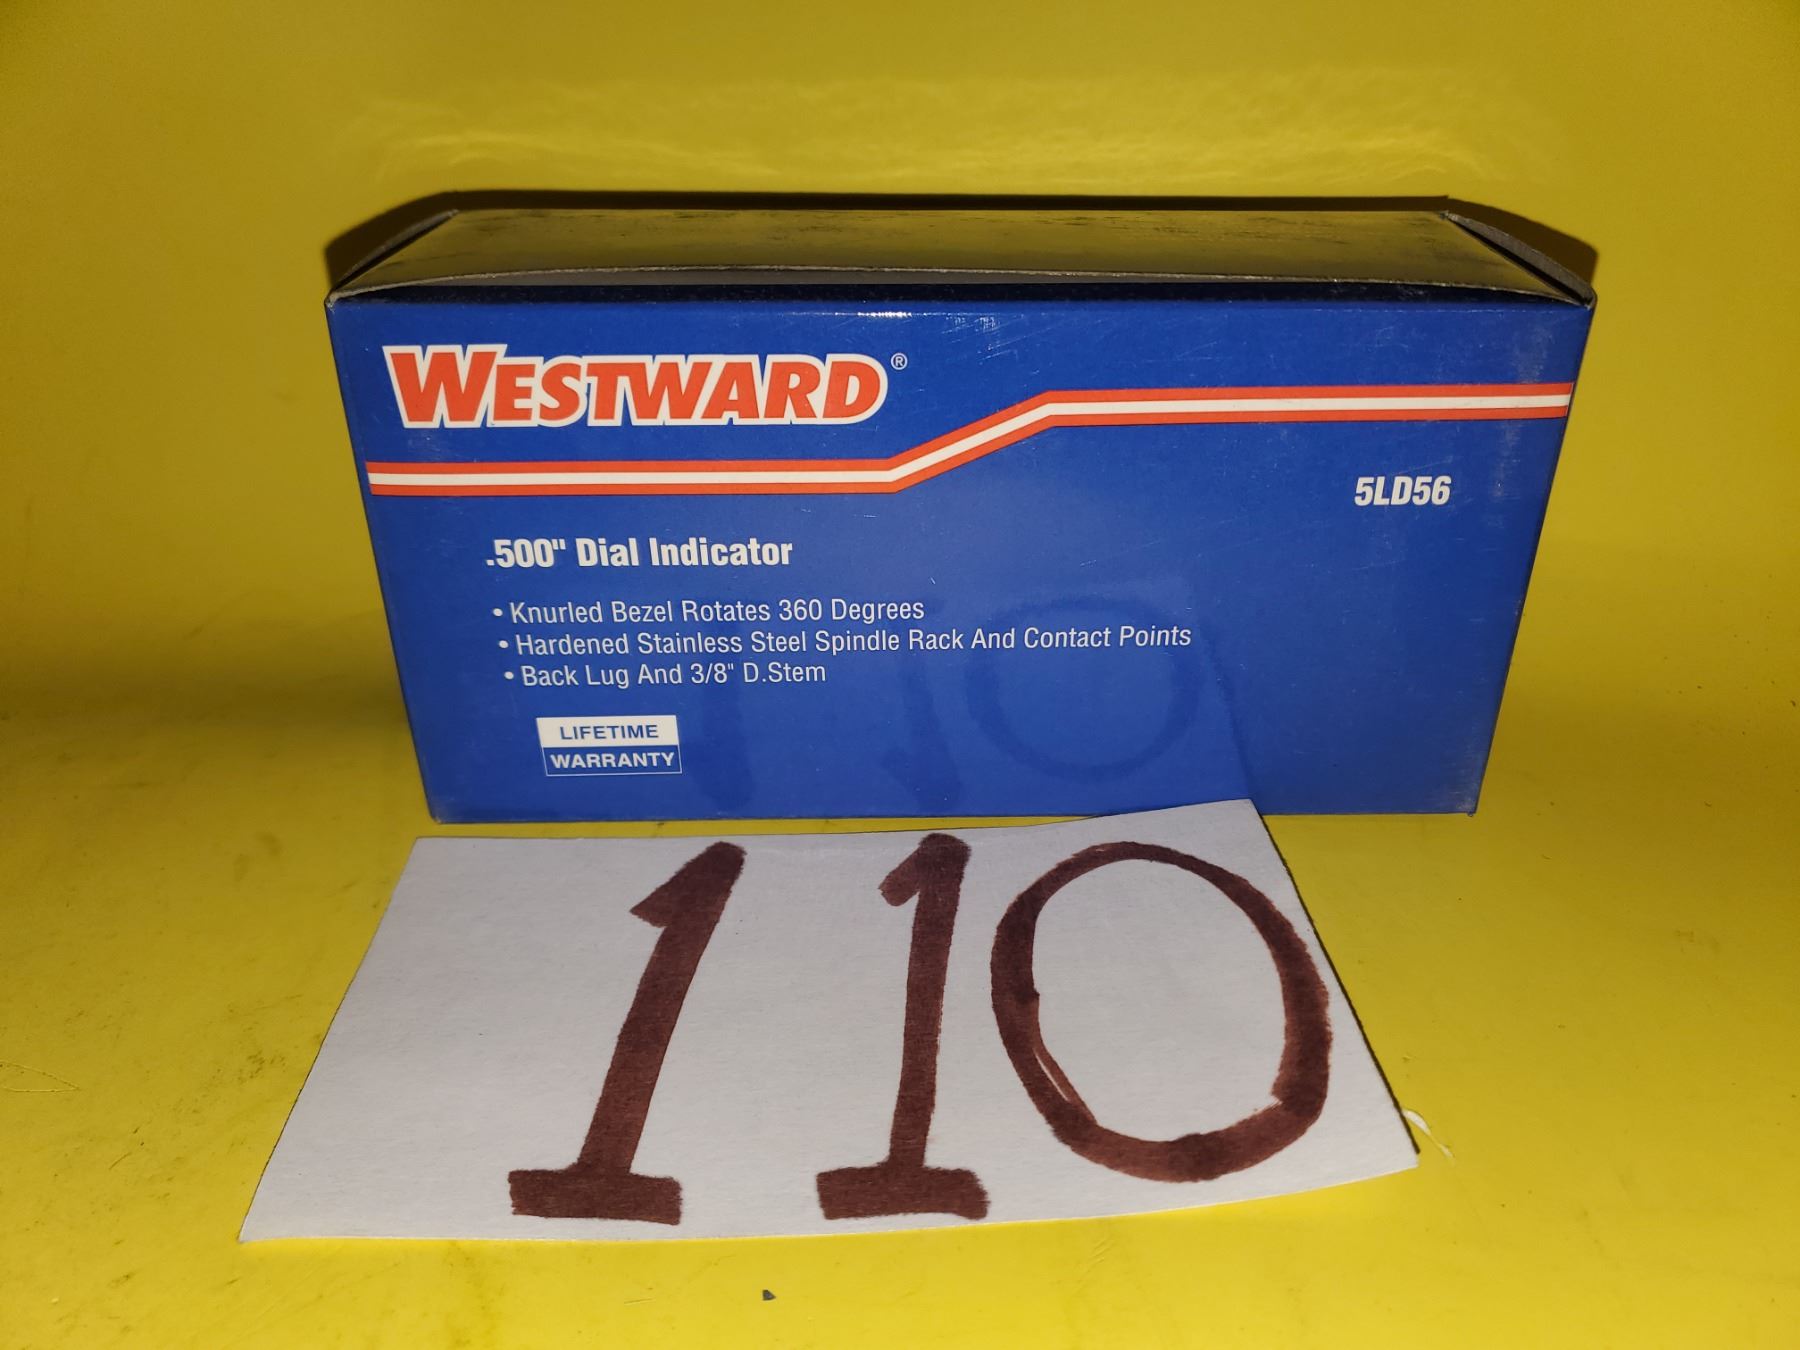 WESTWARD®
5LD56
.500" Dial Indicator
• Knurled Bezel Rotates 360 Degrees
• Hardened Stainless Steel Spindle Rack And Contact Points
• Back Lug And 3/8" D.Stem
LIFETIME
WARRANTY
110